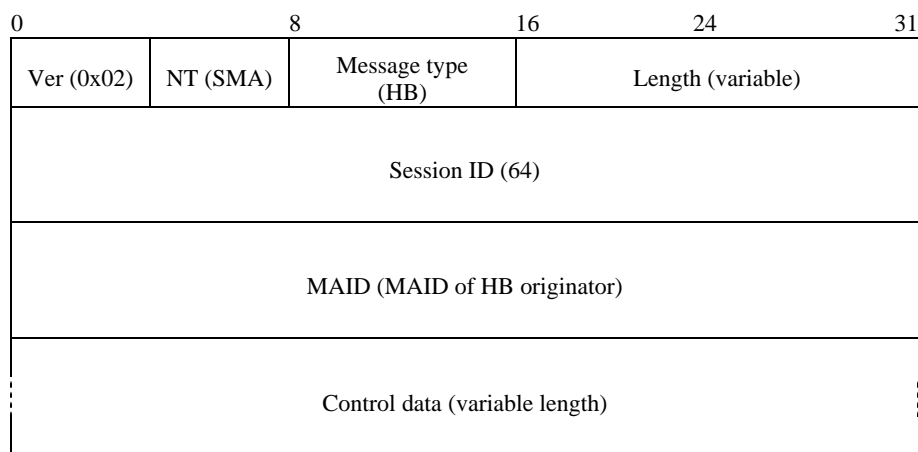 0 8 16 24 31
Ver (0x02) NT (SMA) Message type (HB) Length (variable)
Session ID (64)
MAID (MAID of HB originator)
Control data (variable length)